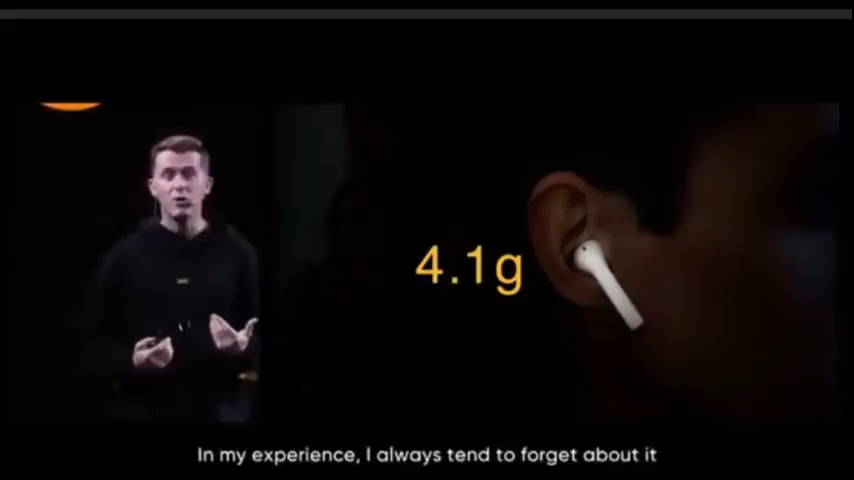 4.1g
In my experience, I always tend to forget about it